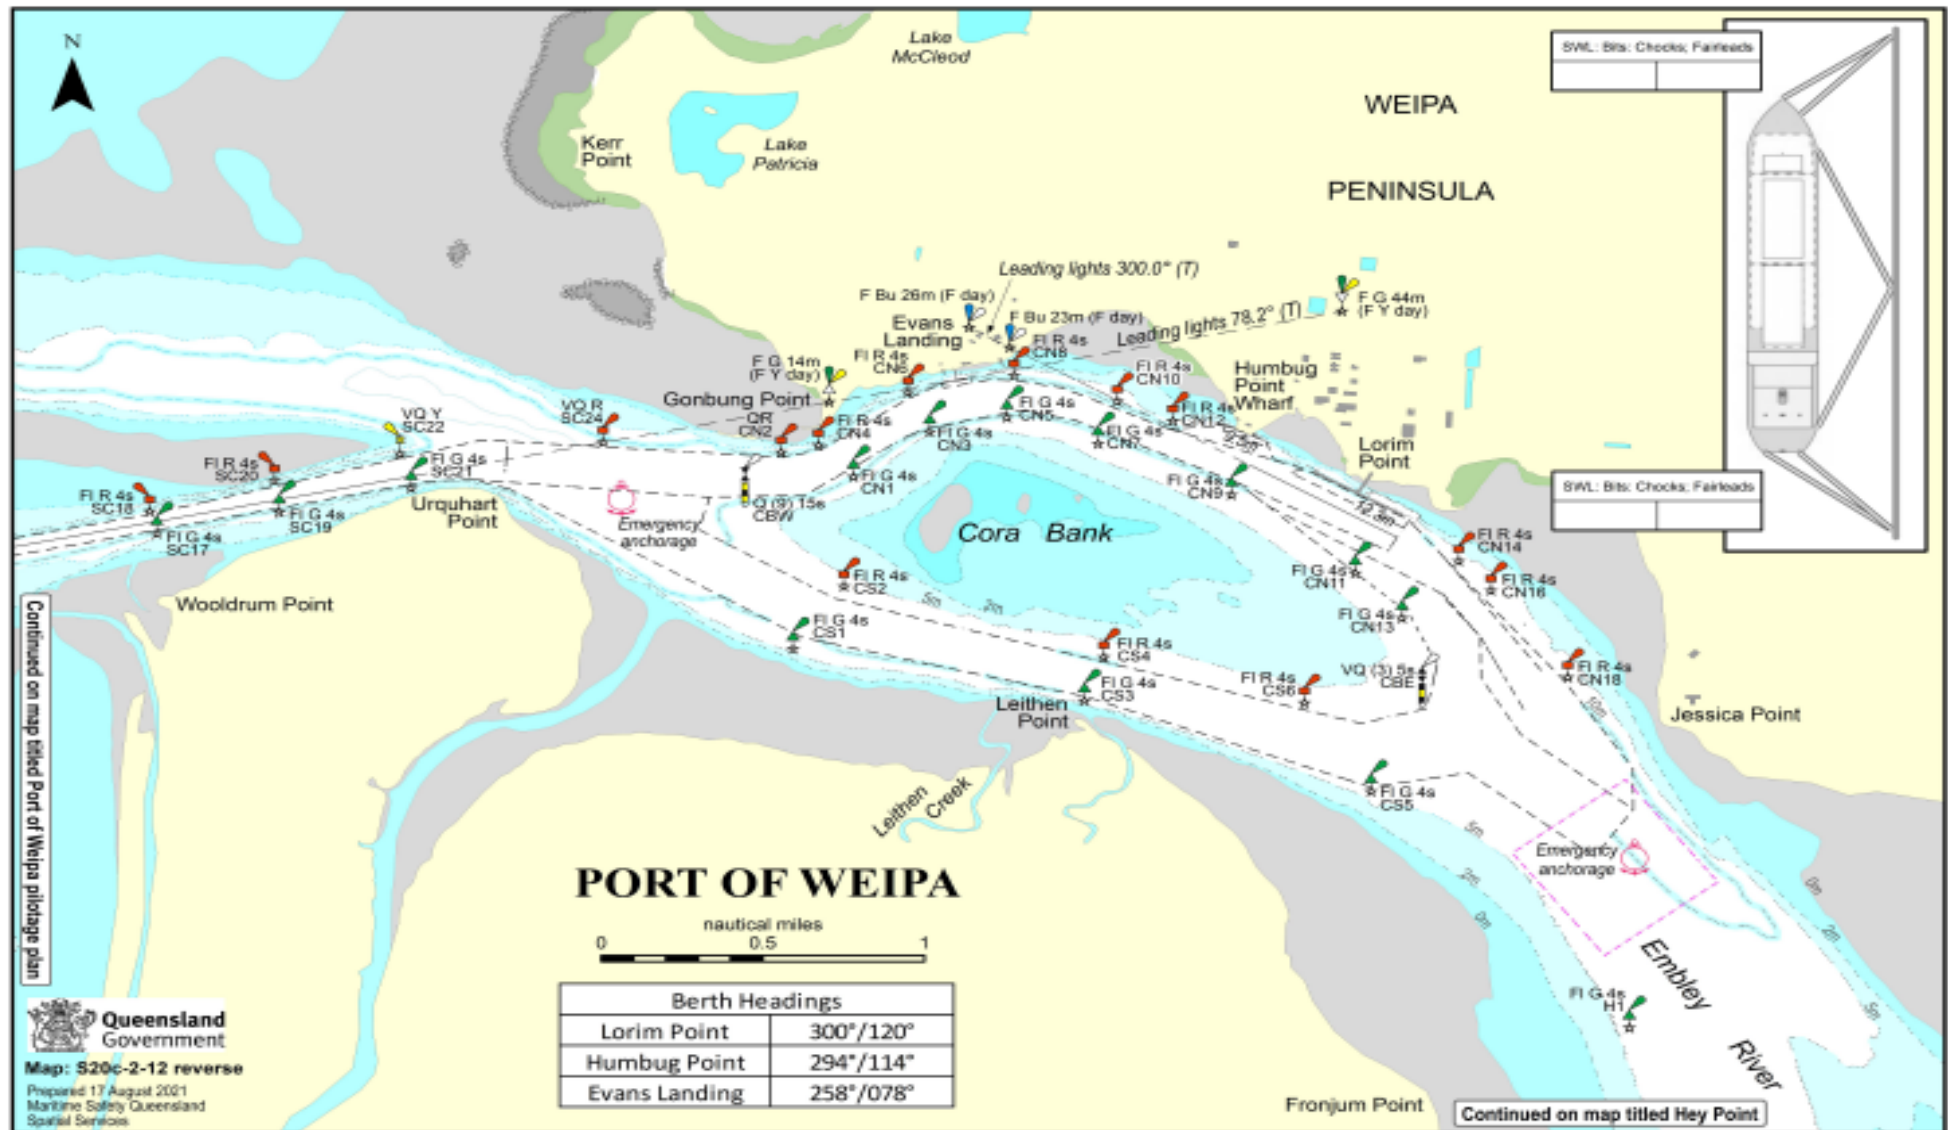 N
Lake
McCleod
Kerr
Point
Lake
Patricia
WEIPA
PENINSULA
SWL: Bits: Chocks; Fairleads
SWL: Bits: Chocks; Fairleads
Leading lights 300.0° (T)
F Bu 26m (F day)
Evans
Landing
F Bu 23m (F day)
Leading lights 78.2° (T)
F G 44m
(F Y day)
F G 14m
(F Y day)
Gonbung Point
Fl R 4s
CN6
Fl R 4s
CN8
Fl R 4s
CN10
Fl R 4s
CN12
Humbug
Point
Wharf
Lorim
Point
12.3m
VQ Y
SC22
VQ R
SC24
QR
CN2
Fl R 4s
CN4
Fl G 4s
CN3
Fl G 4s
CN5
Fl G 4s
CN7
Fl G 4s
CN9
Fl R 4s
SC20
Fl G 4s
SC21
Fl R 4s
SC18
Fl G 4s
SC19
Fl G 4s
SC17
Urquhart
Point
Emergency
anchorage
Q (9) 15s
CBW
Fl G 4s
CN1
Cora Bank
Fl R 4s
CN14
Fl R 4s
CN16
Fl G 4s
CN11
Fl G 4s
CN13
Fl R 4s
CS2
5m
2m
Wooldrum Point
Fl G 4s
CS1
Fl R 4s
CS4
Fl R 4s
CS6
VQ (3) 5s
CBE
Fl R 4s
CN18
10m
Jessica Point
Fl G 4s
CS3
Leithen
Point
Leithen
Creek
Fl G 4s
CS5
5m
2m
0m
Emergency
anchorage
0m
2m
5m
Embley
River
Fl G 4s
H1
Fronjum Point
Continued on map titled Port of Weipa pilotage plan
PORT OF WEIPA
nautical miles
0 0.5 1
Berth Headings
Lorim Point 300°/120°
Humbug Point 294°/114°
Evans Landing 258°/078°
Queensland
Government
Map: S20c-2-12 reverse
Prepared 17 August 2021
Maritime Safety Queensland
Spatial Services
Continued on map titled Hey Point